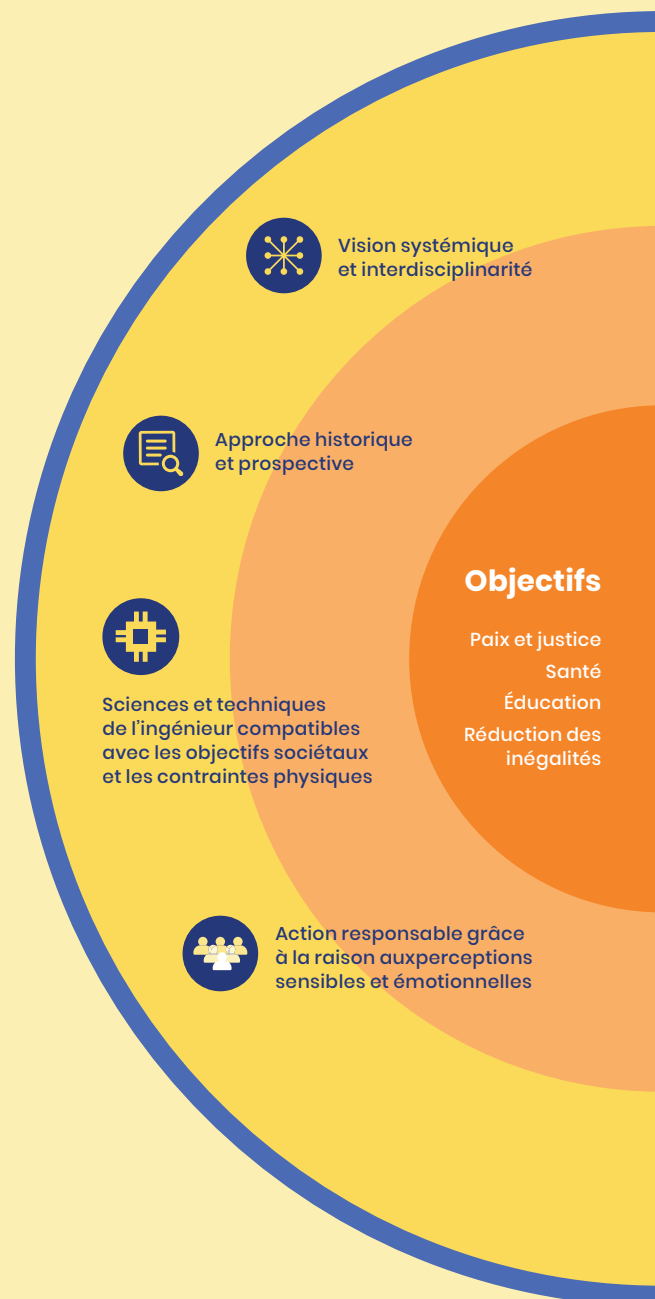 Vision systémique
et interdisciplinarité
Approche historique
et prospective
Objectifs
Paix et justice
Santé
Éducation
Réduction des
inégalités
Sciences et techniques
de l'ingénieur compatibles
avec les objectifs sociétaux
et les contraintes physiques
Action responsable grâce
à la raison auxperceptions
sensibles et émotionnelles